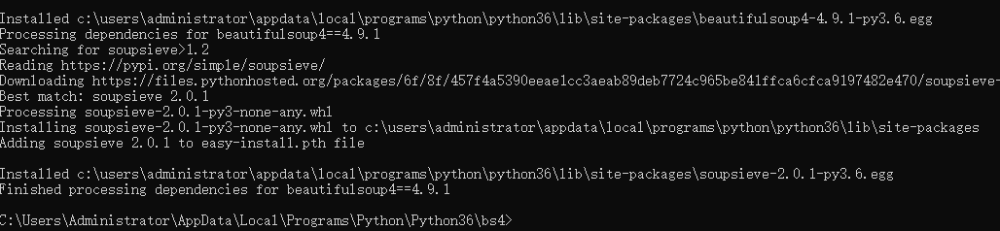 Installed c:\users\administrator\appdata\local\programs\python\python36\lib\site-packages\beautifulsoup4-4.9.1-py3.6.egg
Processing dependencies for beautifulsoup4==4.9.1
Searching for soupsieve>1.2
Reading https://pypi.org/simple/soupsieve/
Downloading https://files.pythonhosted.org/packages/6f/8f/457f4a5390eeae1cc3aeab89deb7724c965be841ffca6cfca9197482e470/soupsieve-
Best match: soupsieve 2.0.1
Processing soupsieve-2.0.1-py3-none-any.whl
Installing soupsieve-2.0.1-py3-none-any.whl to c:\users\administrator\appdata\local\programs\python\python36\lib\site-packages
Adding soupsieve 2.0.1 to easy-install.pth file
Installed c:\users\administrator\appdata\local\programs\python\python36\lib\site-packages\soupsieve-2.0.1-py3.6.egg
Finished processing dependencies for beautifulsoup4==4.9.1
C:\Users\Administrator\AppData\Local\Programs\Python\Python36\bs4>